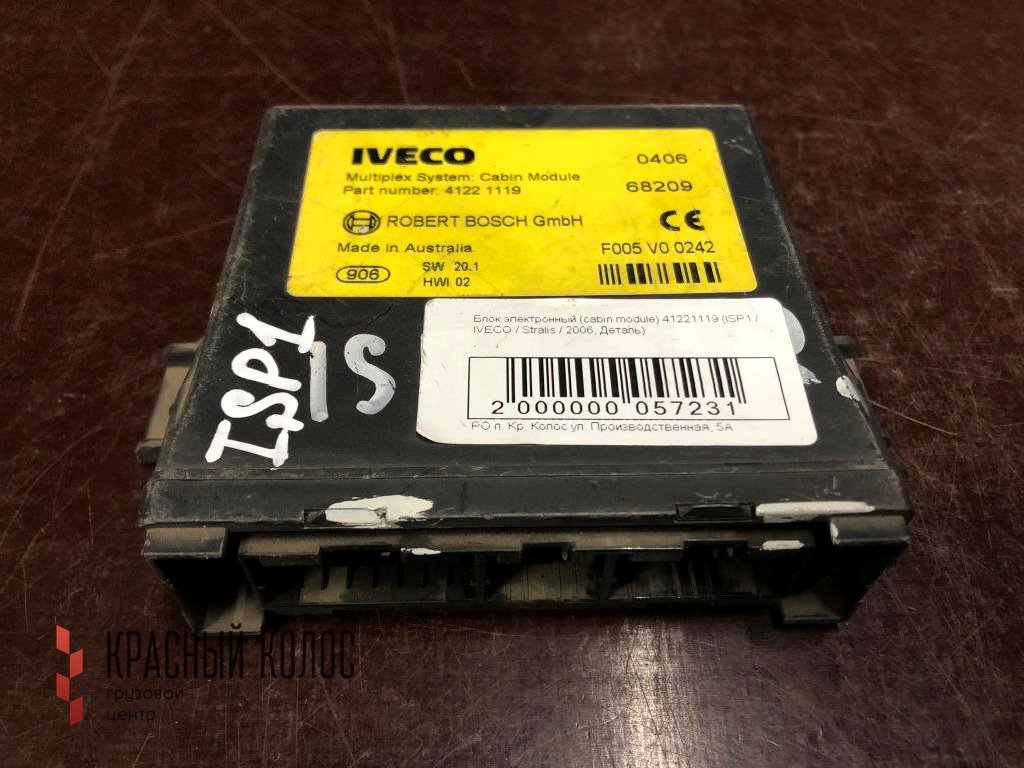 IVECO
0406
Multiplex System: Cabin Module
Part number: 4122 1119
68209
BOSCH
ROBERT BOSCH GmbH
CE
Made in Australia
F005 V0 0242
906
SW 20.1
HWI 02
Блок электронный (cabin module) 41221119 (ISP1 /
IVECO / Stralis / 2006, Деталь)
2 000000 057231
РО п. Кр. Колос ул. Производственная, 5А
ISP1
IS
КРАСНЫЙ КОЛОС
грузовой
центр